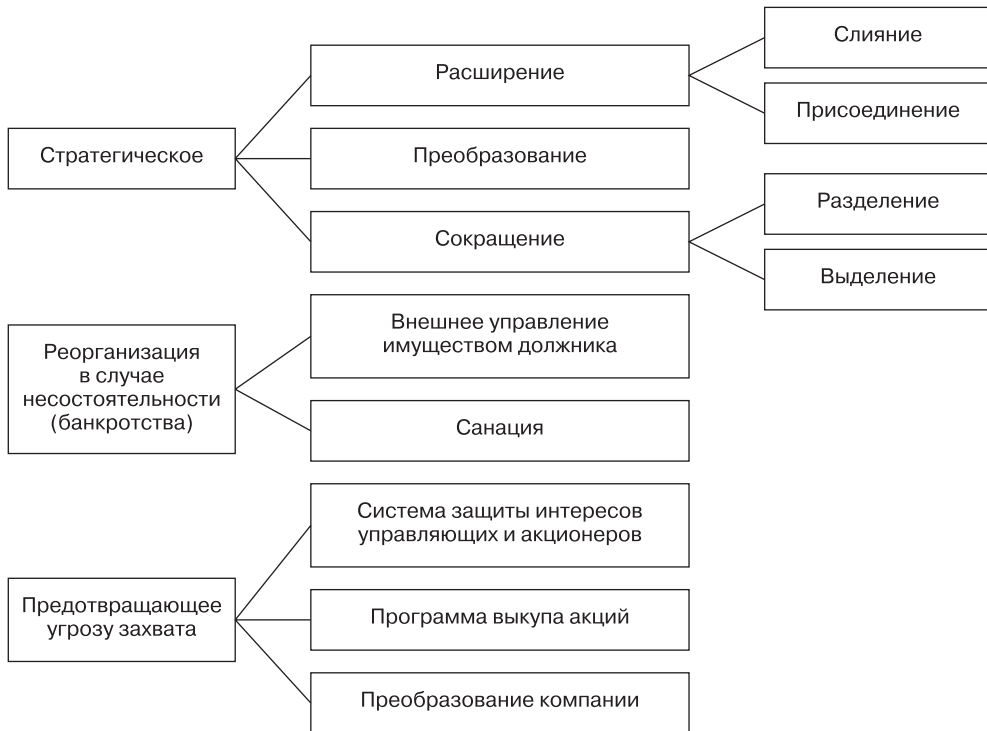 Стратегическое
Расширение
Слияние
Присоединение
Преобразование
Сокращение
Разделение
Выделение
Реорганизация
в случае
несостоятельности
(банкротства)
Внешнее управление
имуществом должника
Санация
Предотвращающее
угрозу захвата
Система защиты интересов
управляющих и акционеров
Программа выкупа акций
Преобразование компании